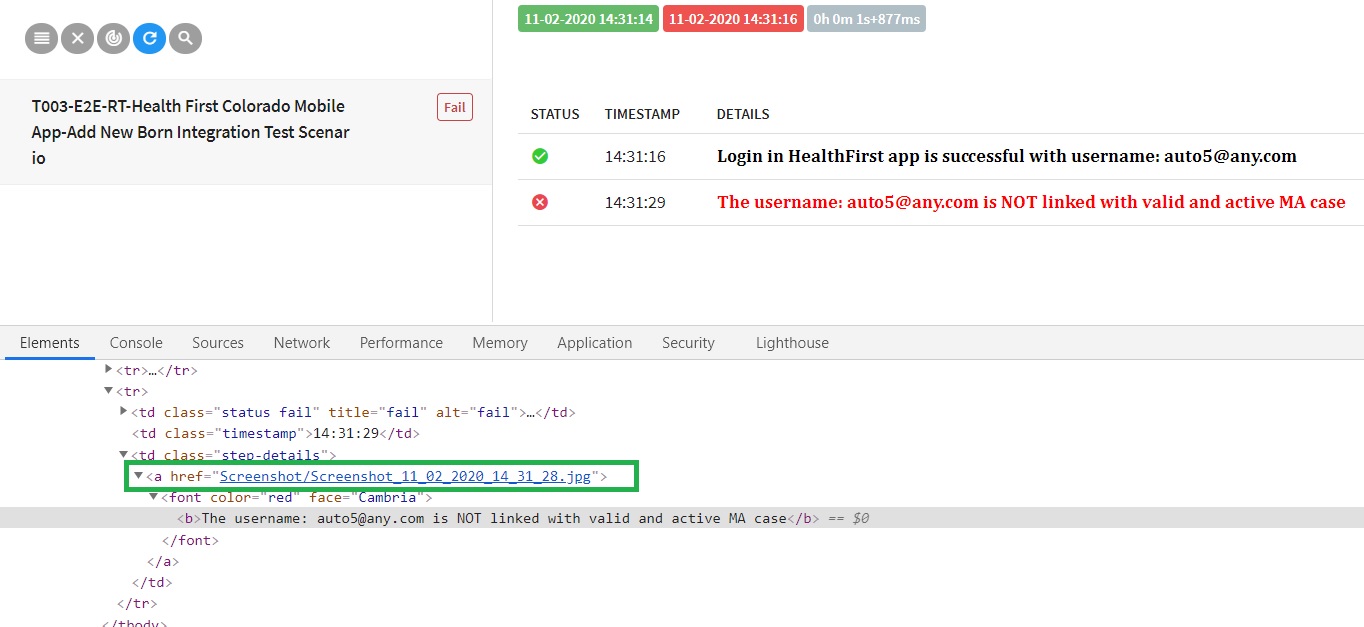 11-02-2020 14:31:14 11-02-2020 14:31:16 0h 0m 1s+877ms
T003-E2E-RT-Health First Colorado Mobile
App-Add New Born Integration Test Scenar
io
Fail
STATUS TIMESTAMP DETAILS
14:31:16 Login in HealthFirst app is successful with username: auto5@any.com
14:31:29 The username: auto5@any.com is NOT linked with valid and active MA case
Elements Console Sources Network Performance Memory Application Security Lighthouse
<tr>…</tr>
<tr>
<td class="status fail" title="fail" alt="fail">…</td>
<td class="timestamp">14:31:29</td>
<td class="step-details">
<a href="Screenshot/Screenshot_11_02_2020_14_31_28.jpg">
<font color="red" face="Cambria">
<b>The username: auto5@any.com is NOT linked with valid and active MA case</b> == $0
</font>
</a>
</td>
</tr>
</tbody>